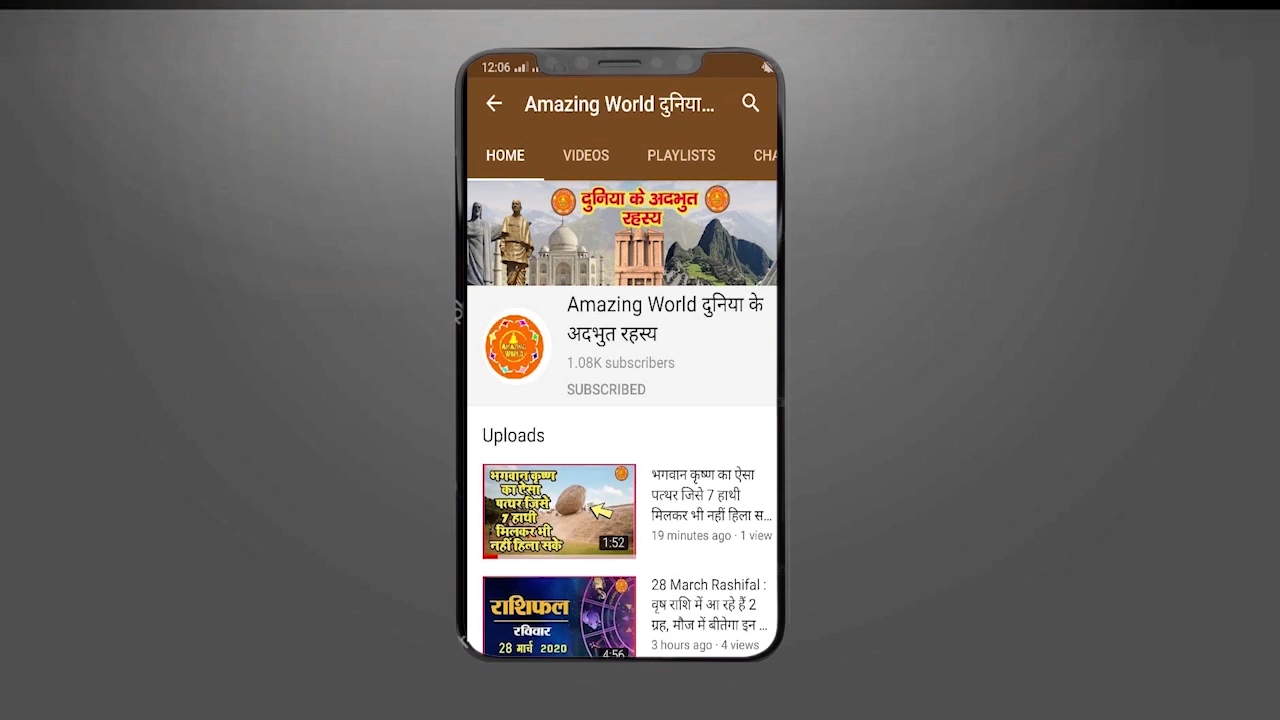 12:06
Amazing World दुनिया...
HOME VIDEOS PLAYLISTS CHA
दुनिया के अदभुत
रहस्य
Amazing World दुनिया के
अदभुत रहस्य
AMAZING
WORLD
1.08K subscribers
SUBSCRIBED
Uploads
भगवान कृष्ण
का ऐसा
पत्थर जिसे
7 हाथी
मिलकर भी
नहीं हिला सके
1:52
भगवान कृष्ण का ऐसा
पत्थर जिसे 7 हाथी
मिलकर भी नहीं हिला स...
19 minutes ago · 1 view
राशिफल
रविवार
28 मार्च 2020
4:56
28 March Rashifal :
वृष राशि में आ रहे हैं 2
ग्रह, मौज में बीतेगा इन ...
3 hours ago · 4 views